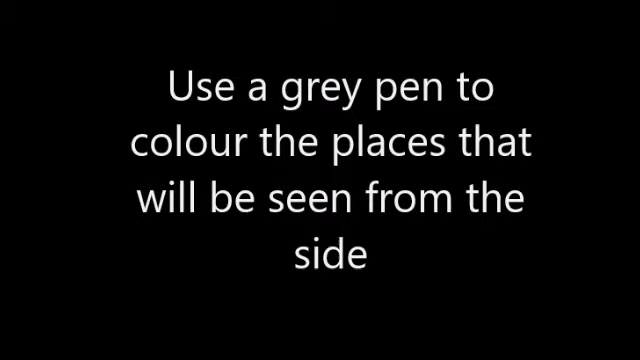 Use a grey pen to
colour the places that
will be seen from the
side